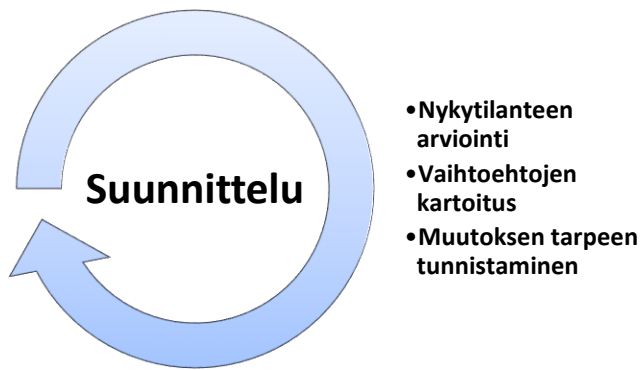 Suunnittelu
•Nykytilanteen
arviointi
•Vaihtoehtojen
kartoitus
•Muutoksen tarpeen
tunnistaminen